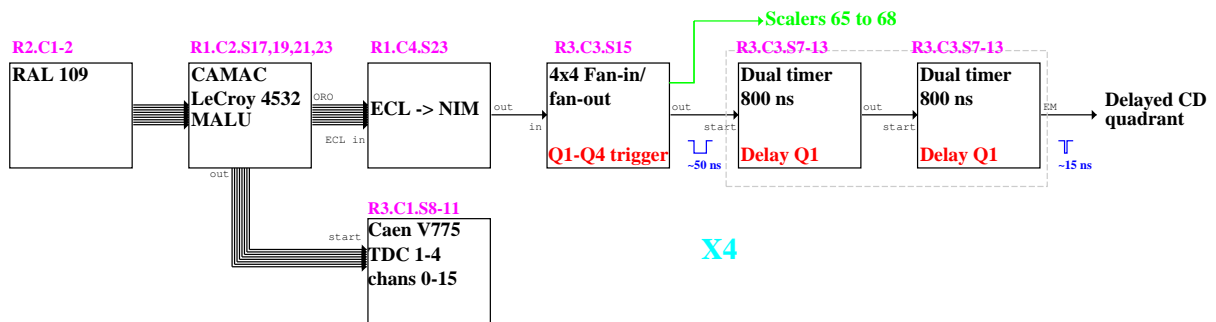 Scalers 65 to 68
R2.C1-2
R1.C2.S17,19,21,23
R1.C4.S23
R3.C3.S15
R3.C3.S7-13
R3.C3.S7-13
RAL 109
CAMAC
LeCroy 4532
MALU
ORO
ECL in
out
ECL -> NIM
out
in
4x4 Fan-in/
fan-out
Q1-Q4 trigger
out
start
~50 ns
Dual timer
800 ns
Delay Q1
out
start
Dual timer
800 ns
Delay Q1
EM
~15 ns
Delayed CD
quadrant
R3.C1.S8-11
start
Caen V775
TDC 1-4
chans 0-15
X4